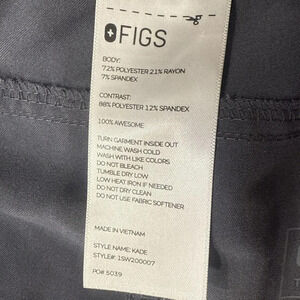 FIGS
BODY:
72% POLYESTER 21% RAYON
7% SPANDEX
CONTRAST:
88% POLYESTER 12% SPANDEX
100% AWESOME
TURN GARMENT INSIDE OUT
MACHINE WASH COLD
WASH WITH LIKE COLORS
DO NOT BLEACH
TUMBLE DRY LOW
LOW HEAT IRON IF NEEDED
DO NOT DRY CLEAN
DO NOT USE FABRIC SOFTENER
MADE IN VIETNAM
STYLE NAME: KADE
STYLE#: 1SW200007
PO# 5039